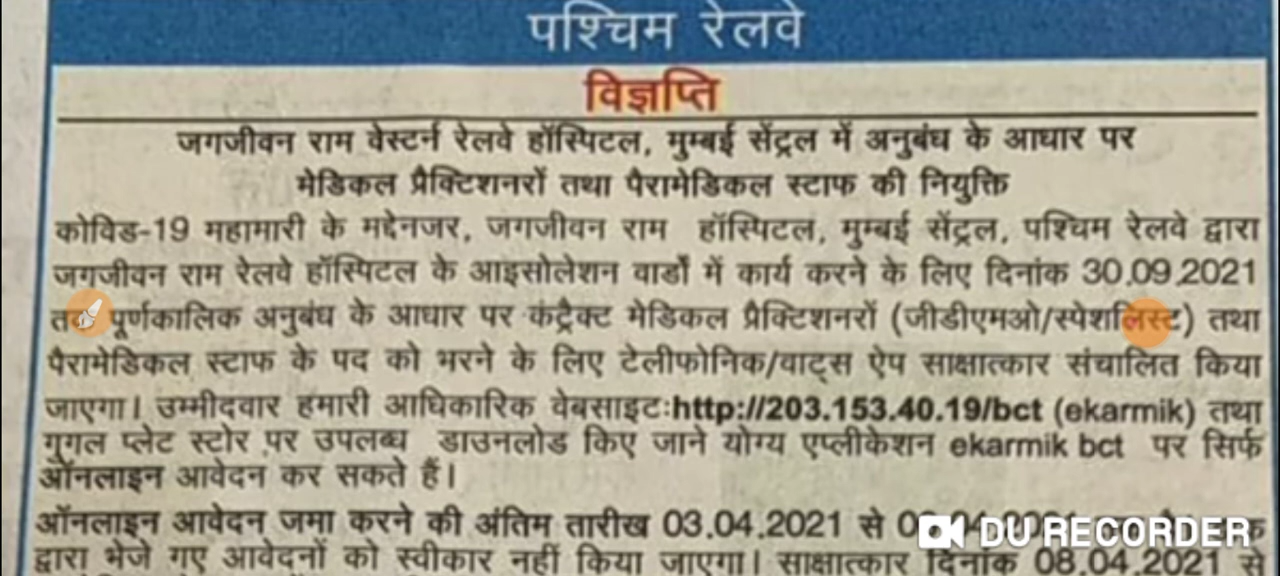 पश्चिम रेलवे
विज्ञप्ति
जगजीवन राम वेस्टर्न रेलवे हॉस्पिटल, मुम्बई सेंट्रल में अनुबंध के आधार पर
मेडिकल प्रैक्टिशनरों तथा पैरामेडिकल स्टाफ की नियुक्ति
कोविड-19 महामारी के मद्देनजर, जगजीवन राम हॉस्पिटल, मुम्बई सेंट्रल, पश्चिम रेलवे द्वारा
जगजीवन राम रेलवे हॉस्पिटल के आइसोलेशन वार्डों में कार्य करने के लिए दिनांक 30.09.2021
पूर्णकालिक अनुबंध के आधार पर कंट्रैक्ट मेडिकल प्रैक्टिशनरों (जीडीएमओ/स्पेशलिस्ट) तथा
पैरामेडिकल स्टाफ के पद को भरने के लिए टेलीफोनिक/वाट्स ऐप साक्षात्कार संचालित किया
जाएगा। उम्मीदवार हमारी आधिकारिक वेबसाइटः http://203.153.40.19/bct (ekarmik) तथा
गुगल प्लेट स्टोर पर उपलब्ध डाउनलोड किए जाने योग्य एप्लीकेशन ekarmik bct पर सिर्फ
ऑनलाइन आवेदन कर सकते हैं।
ऑनलाइन आवेदन जमा करने की अंतिम तारीख 03.04.2021 से
DU RECORDER
द्वारा भेजे गए आवेदनों को स्वीकार नहीं किया जाएगा। साक्षात्कार दिनांक 08.04.2021 से